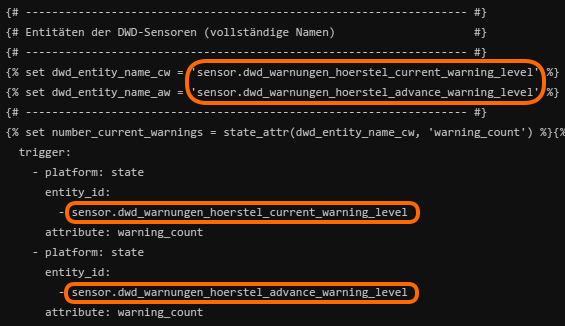 {# ------------------------------------------------------------------- #}
{# Entitäten der DWD-Sensoren (vollständige Namen) #}
{# ------------------------------------------------------------------- #}
{% set dwd_entity_name_cw = 'sensor.dwd_warnungen_hoerstel_current_warning_level' %}
{% set dwd_entity_name_aw = 'sensor.dwd_warnungen_hoerstel_advance_warning_level' %}
{# ------------------------------------------------------------------- #}
{% set number_current_warnings = state_attr(dwd_entity_name_cw, 'warning_count') %}{%
trigger:
- platform: state
entity_id:
- sensor.dwd_warnungen_hoerstel_current_warning_level
attribute: warning_count
- platform: state
entity_id:
- sensor.dwd_warnungen_hoerstel_advance_warning_level
attribute: warning_count